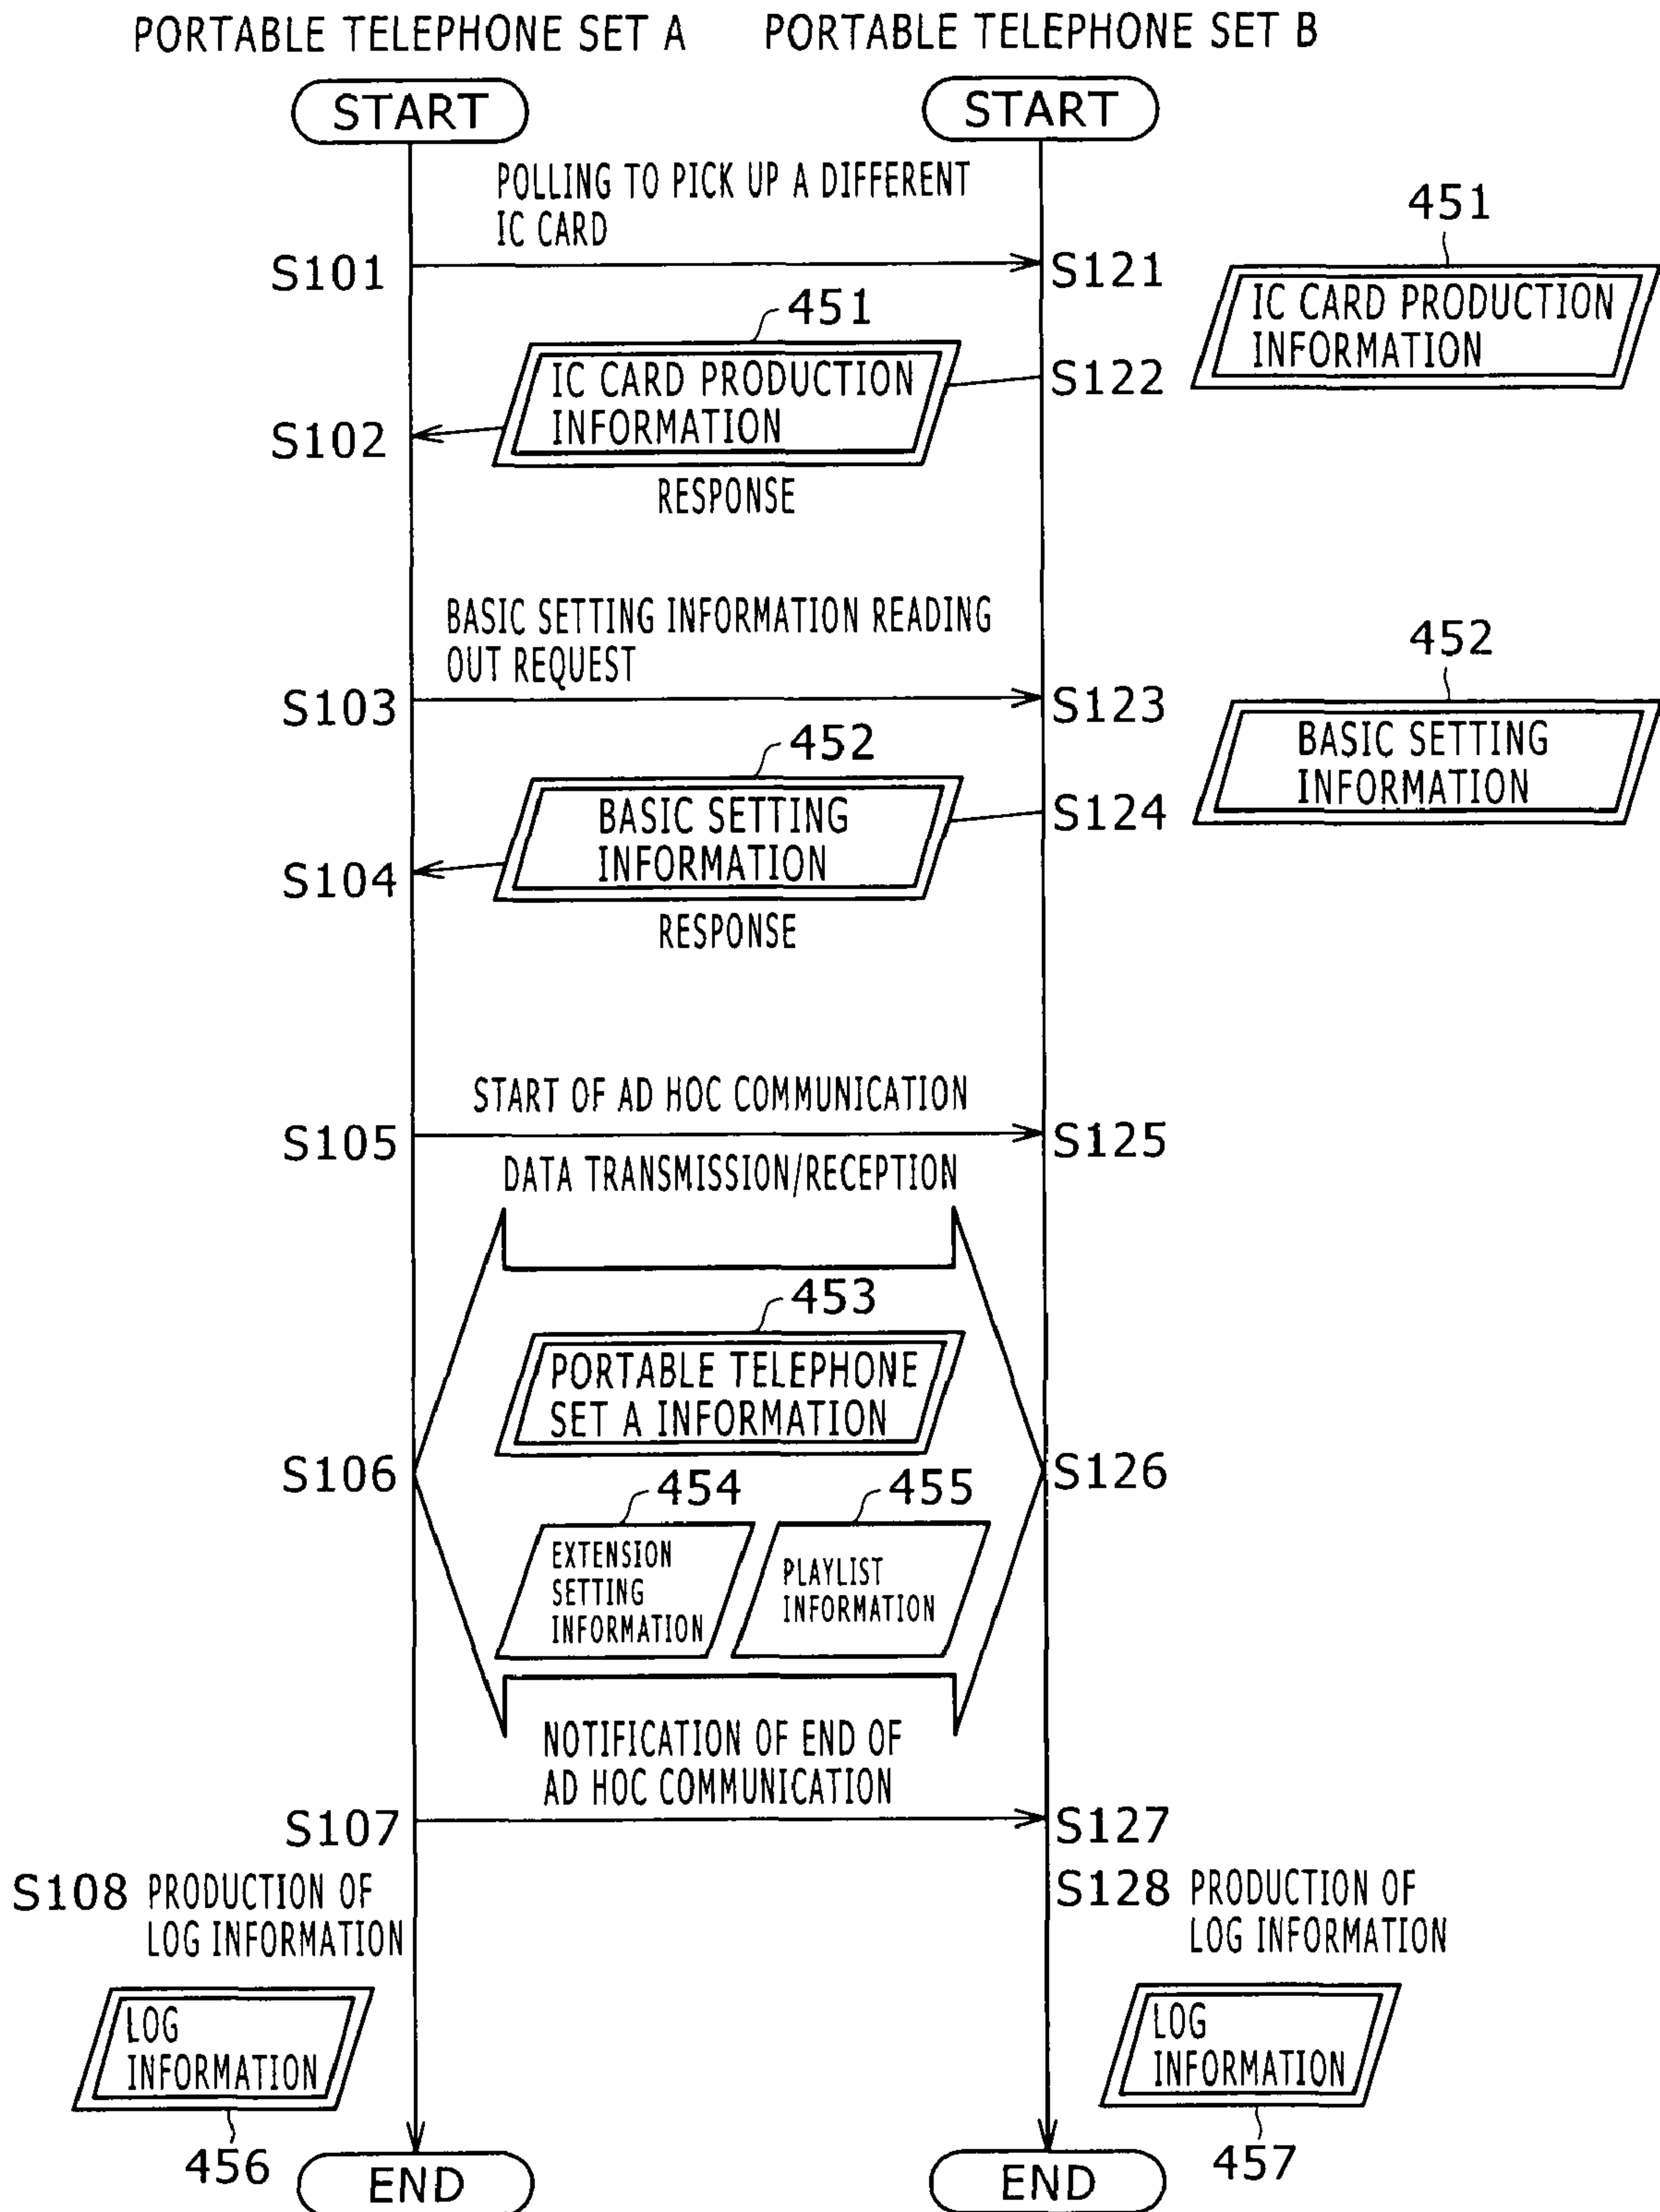 PORTABLE TELEPHONE SET A
PORTABLE TELEPHONE SET B
START
START
POLLING TO PICK UP A DIFFERENT
IC CARD
451
S101
S121
IC CARD PRODUCTION
INFORMATION
451
IC CARD PRODUCTION
INFORMATION
S122
S102
RESPONSE
BASIC SETTING INFORMATION READING
OUT REQUEST
452
S103
S123
BASIC SETTING
INFORMATION
452
BASIC SETTING
INFORMATION
S124
S104
RESPONSE
START OF AD HOC COMMUNICATION
S105
S125
DATA TRANSMISSION/RECEPTION
453
PORTABLE TELEPHONE
SET A INFORMATION
S106
S126
454
455
EXTENSION
SETTING
INFORMATION
PLAYLIST
INFORMATION
NOTIFICATION OF END OF
AD HOC COMMUNICATION
S107
S127
S108 PRODUCTION OF
LOG INFORMATION
S128 PRODUCTION OF
LOG INFORMATION
LOG
INFORMATION
LOG
INFORMATION
456
457
END
END